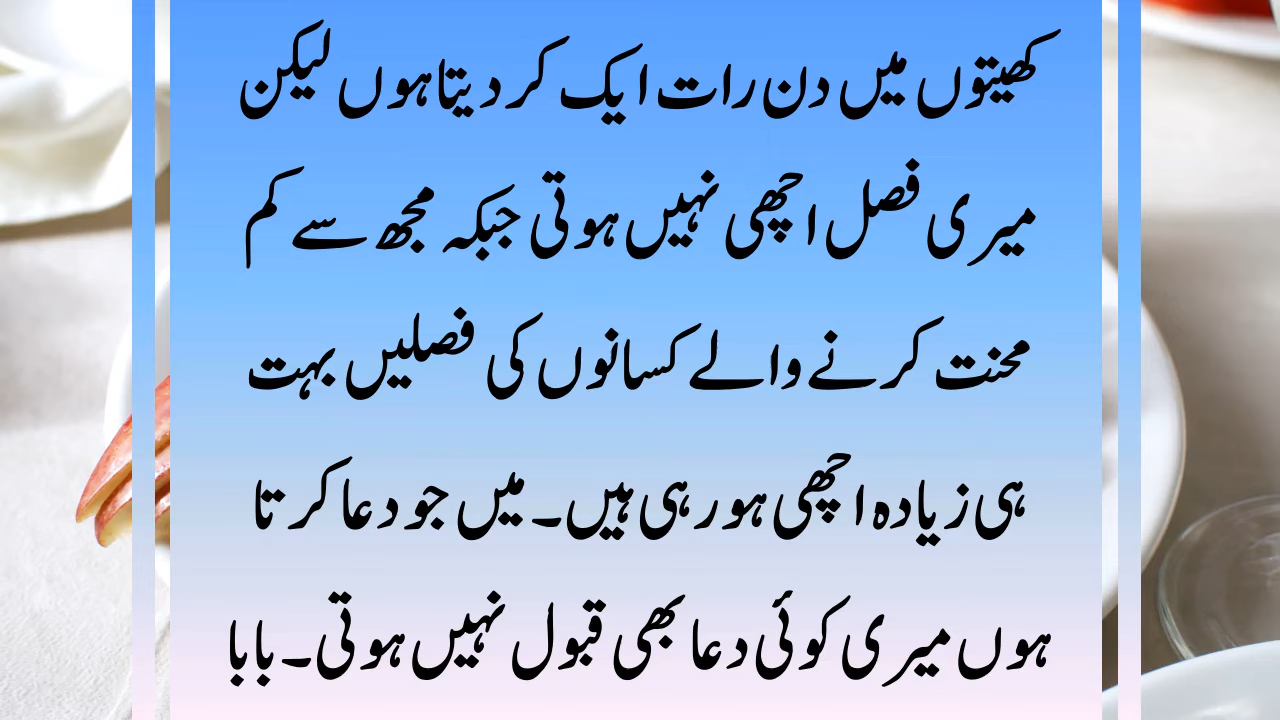 کھیتوں میں دن رات ایک کر دیتا ہوں لیکن
میری فصل اچھی نہیں ہوتی جبکہ مجھ سے کم
محنت کرنے والے کسانوں کی فصلیں بہت
ہی زیادہ اچھی ہو رہی ہیں۔ میں جو دعا کرتا
ہوں میری کوئی دعا بھی قبول نہیں ہوتی۔ بابا